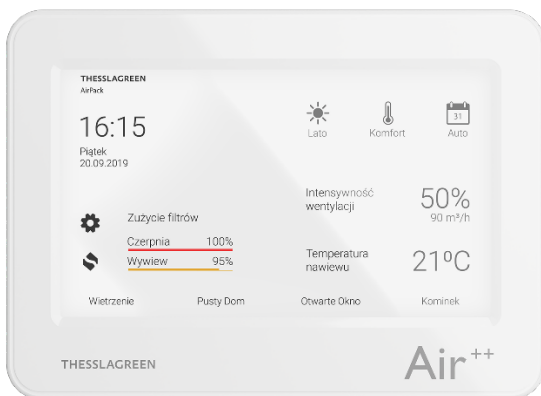 THESSLAGREEN
AirPack
16:15
Piątek
20.09.2019
Lato
Komfort
31
Auto
Intensywność
wentylacji
50%
90 m³/h
Zużycie filtrów
Czerpnia 100%
Wywiew 95%
Temperatura
nawiewu
21ºC
Wietrzenie
Pusty Dom
Otwarte Okno
Kominek
THESSLAGREEN
Air⁺⁺